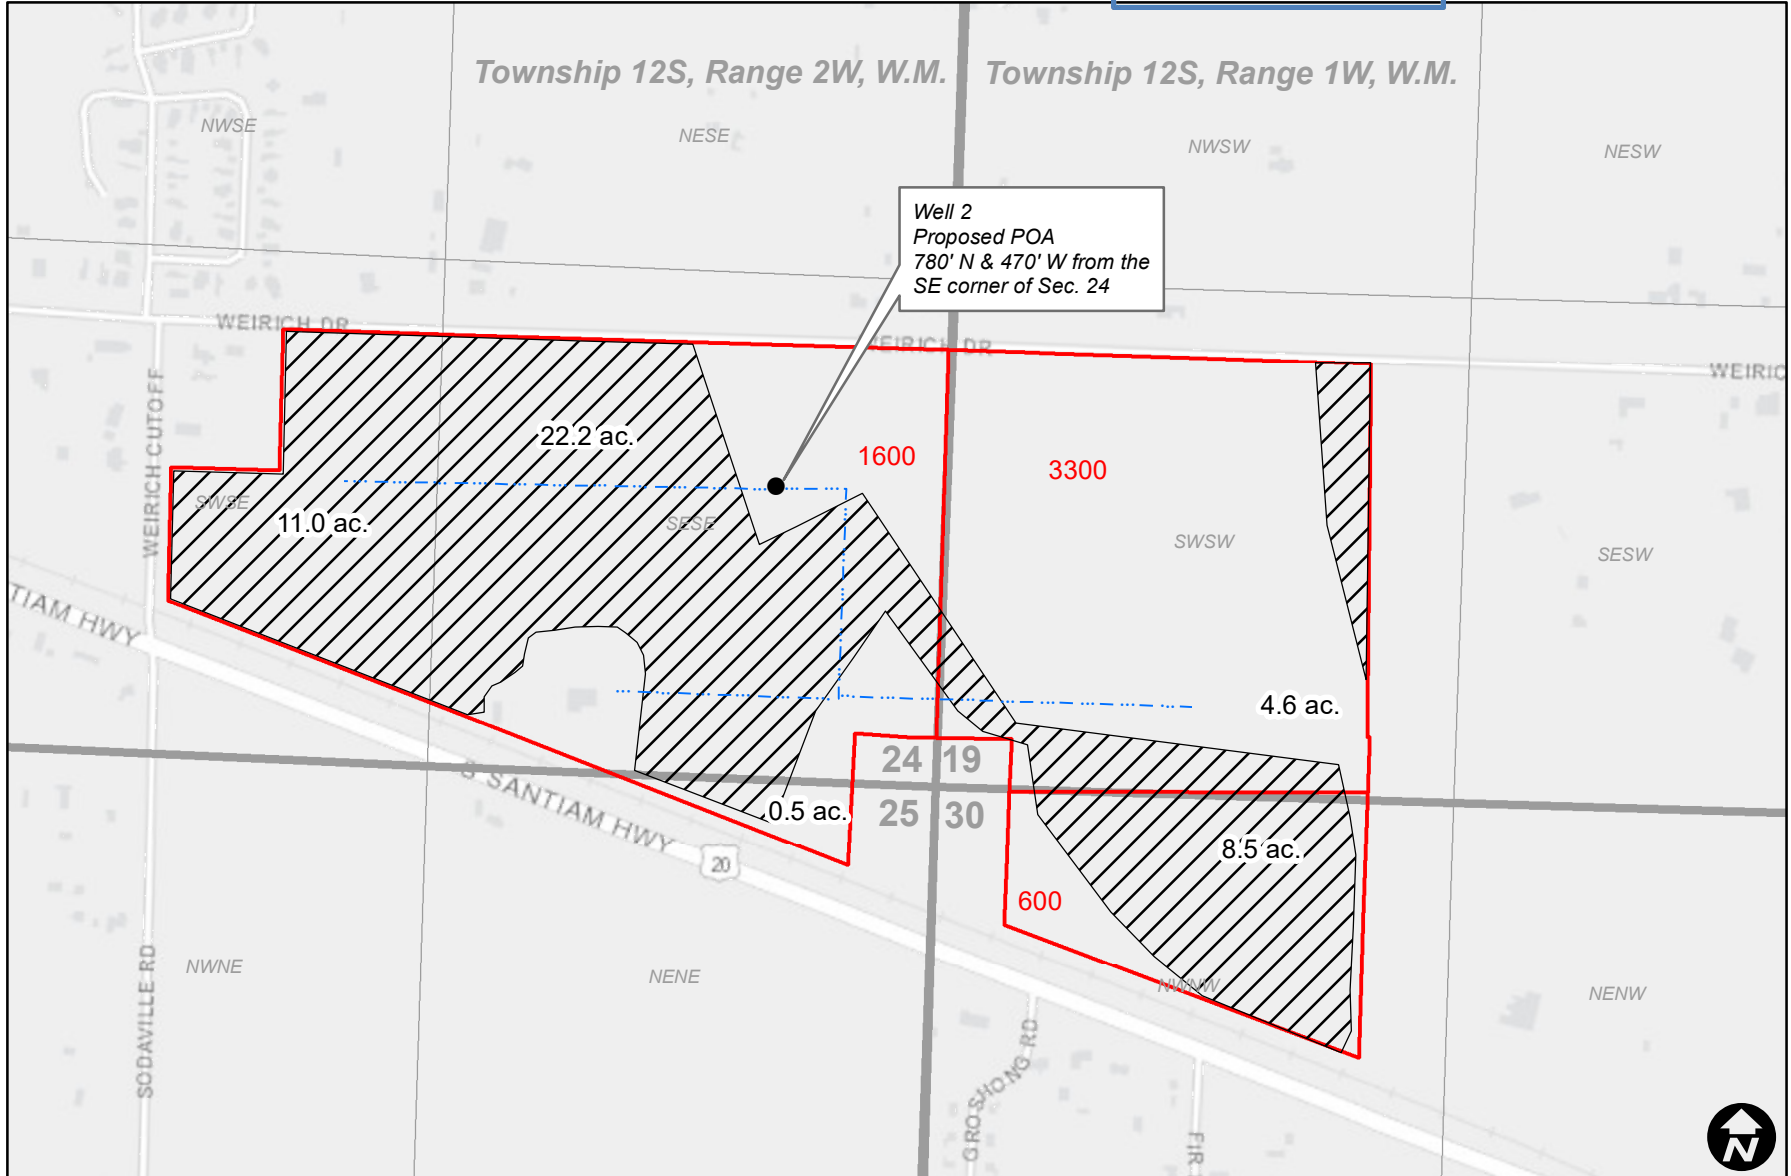 Township 12S, Range 2W, W.M.
Township 12S, Range 1W, W.M.
NWSE
NESE
NWSW
NESW
Well 2
Proposed POA
780' N & 470' W from the
SE corner of Sec. 24
WEIRICH DR
WEIRICH DR
WEIRIC
WEIRICH CUTOFF
22.2 ac.
1600
3300
SWSE
11.0 ac.
SESE
SWSW
SESW
TIAM HWY
4.6 ac.
24
19
S SANTIAM HWY
0.5 ac.
25
30
8.5 ac.
20
600
NWNE
NENE
NWNW
NENW
SODAVILLE RD
GROSHONG RD
FIR
N